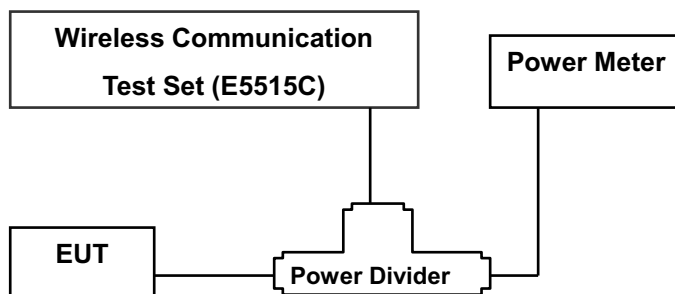 Wireless Communication
Test Set (E5515C)
Power Meter
EUT
Power Divider